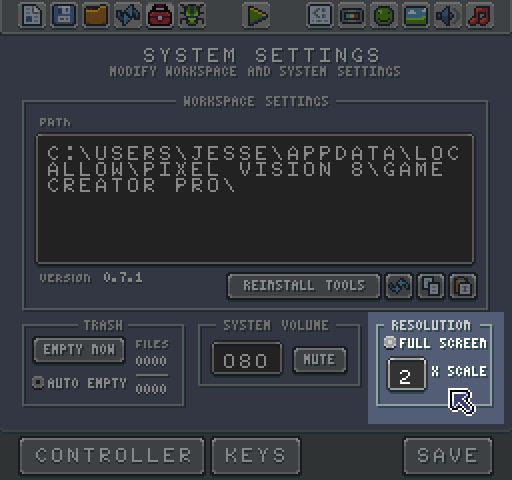 SYSTEM SETTINGS
MODIFY WORKSPACE AND SYSTEM SETTINGS
WORKSPACE SETTINGS
PATH
C:\USERS\JESSE\APPDATA\LOC
ALLOW\PIXEL VISION 8\GAME
CREATOR PRO\
VERSION 0.7.1
REINSTALL TOOLS
TRASH
EMPTY NOW
FILES
0000
AUTO EMPTY
0000
SYSTEM VOLUME
080
MUTE
RESOLUTION
FULL SCREEN
2 X SCALE
CONTROLLER
KEYS
SAVE